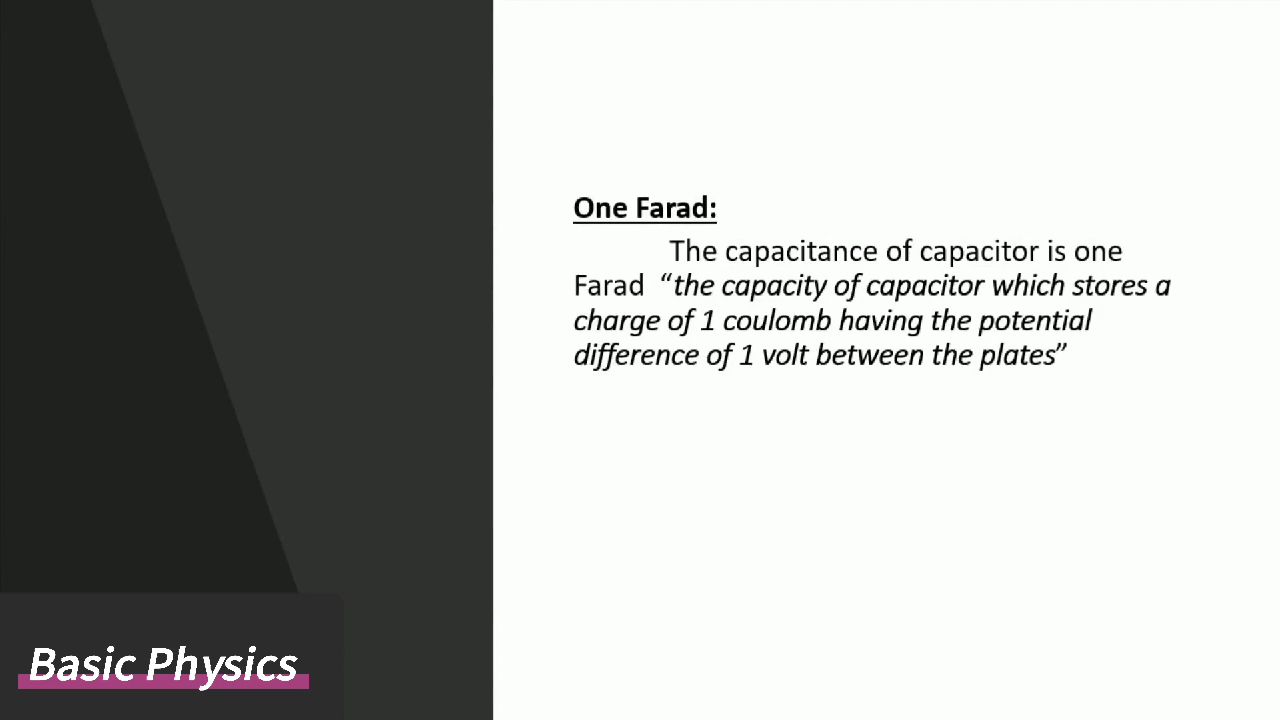 One Farad:
The capacitance of capacitor is one
Farad “the capacity of capacitor which stores a
charge of 1 coulomb having the potential
difference of 1 volt between the plates”
Basic Physics